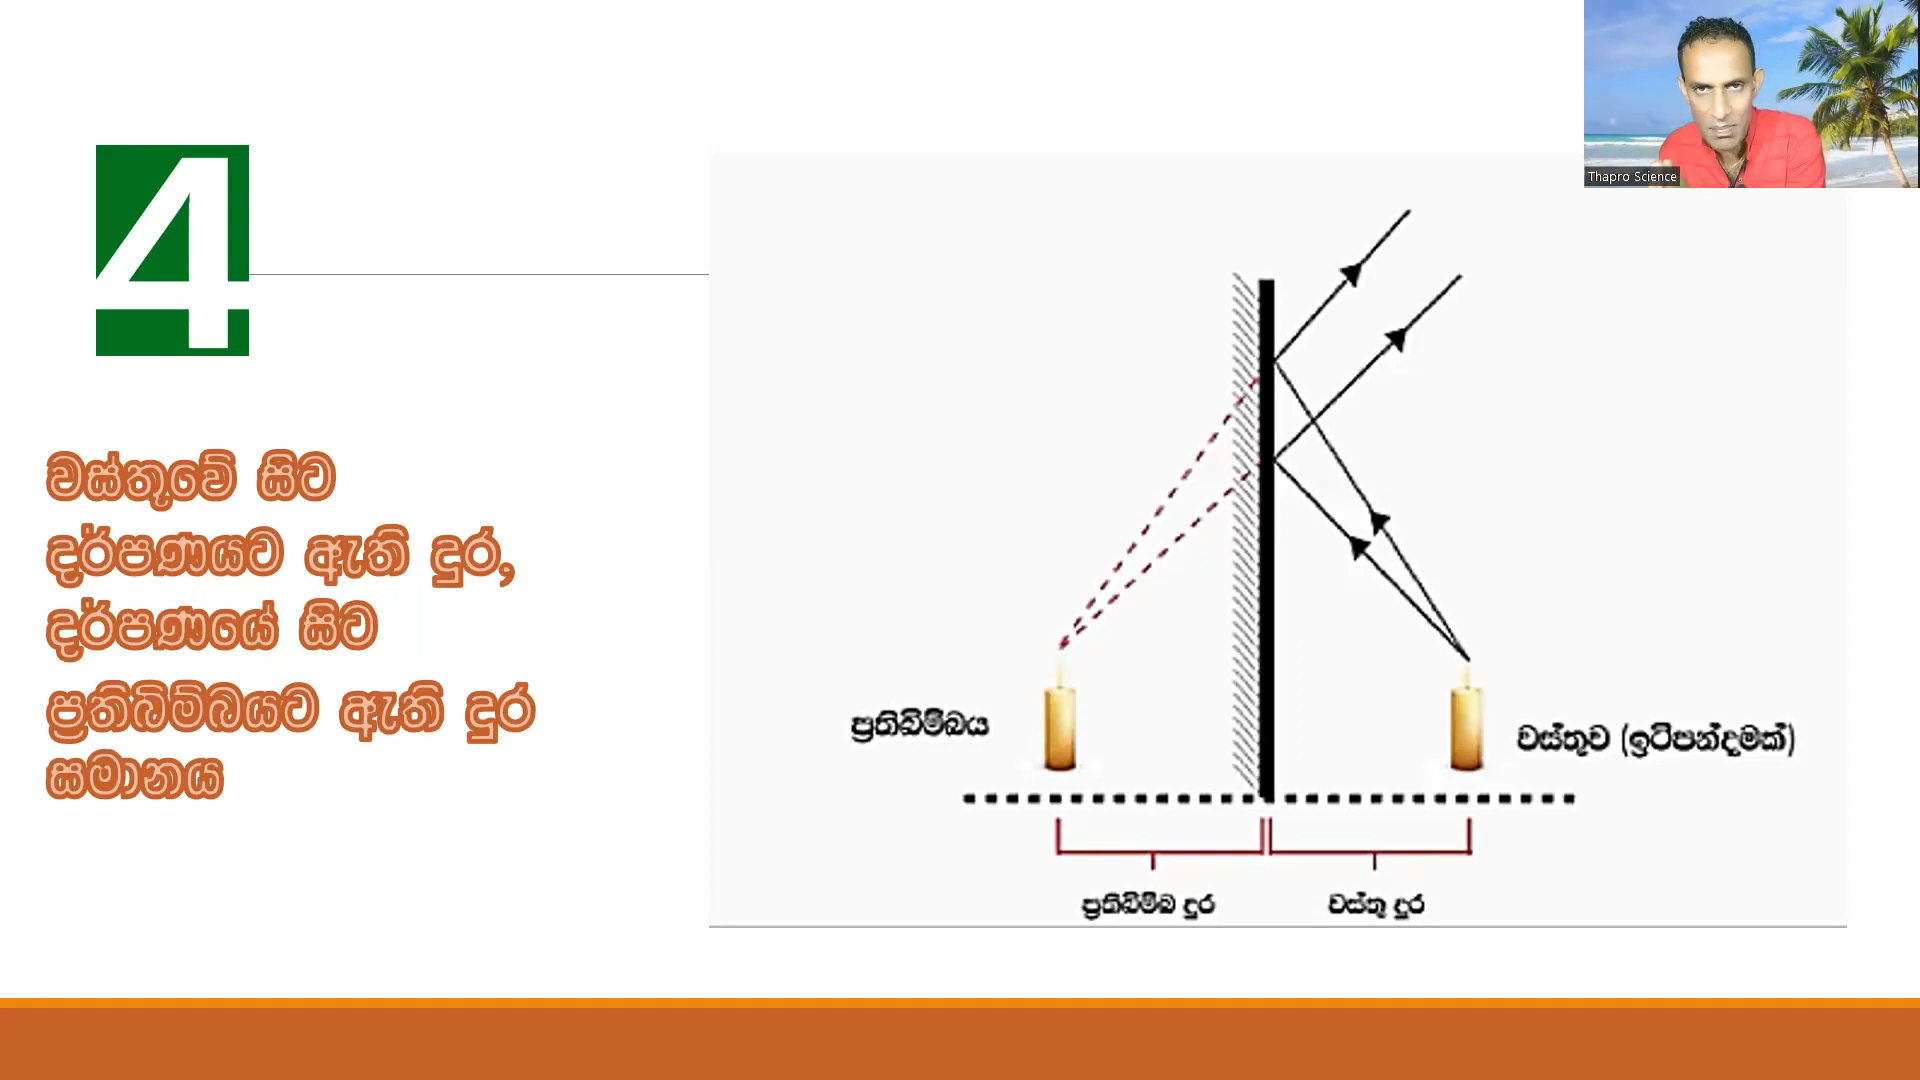 Thapro Science
4
වස්තුවේ සිට
දර්පණයට ඇති දුර,
දර්පණයේ සිට
ප්‍රතිබිම්බයට ඇති දුර
සමානය
ප්‍රතිබිම්බය
වස්තුව (ඉටිපන්දමක්)
ප්‍රතිබිම්බ දුර
වස්තු දුර